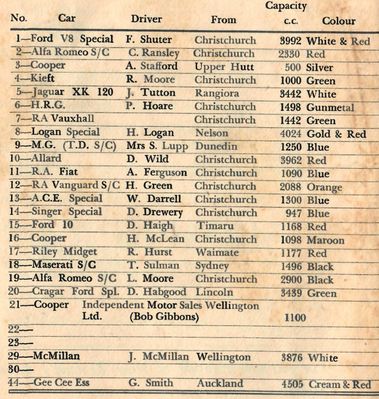 Capacity
No. Car Driver From c.c. Colour
1—Ford V8 Special F. Shuter Christchurch 3992 White & Red
2—Alfa Romeo S/C C. Ransley Christchurch 2330 Red
3—Cooper A. Stafford Upper Hutt 500 Silver
4—Kieft R. Moore Christchurch 1000 Green
5—Jaguar XK 120 J. Tutton Rangiora 3442 White
6—H.R.G. P. Hoare Christchurch 1498 Gunmetal
7—RA Vauxhall Christchurch 1442 Green
8—Logan Special H. Logan Nelson 4024 Gold & Red
9—M.G. (T.D. S/C) Mrs S. Lupp Dunedin 1250 Blue
10—Allard D. Wild Christchurch 3962 Red
11—R.A. Fiat A. Ferguson Christchurch 1090 Blue
12—RA Vanguard S/C H. Green Christchurch 2088 Orange
13—A.C.E. Special W. Darrell Christchurch 1300 Blue
14—Singer Special D. Drewery Christchurch 947 Blue
15—Ford 10 D. Haigh Timaru 1168 Red
16—Cooper H. McLean Christchurch 1098 Maroon
17—Riley Midget R. Hurst Waimate 1177 Red
18—Maserati S/C T. Sulman Sydney 1496 Black
19—Alfa Romeo S/C L. Moore Christchurch 2900 Black
20—Cragar Ford Spl. D. Habgood Lincoln 3439 Green
21—Cooper Independent Motor Sales Wellington
Ltd. (Bob Gibbons) 1100
22—
23—
29—McMillan J. McMillan Wellington 3876 White
30—
44—Gee Cee Ess G. Smith Auckland 4505 Cream & Red